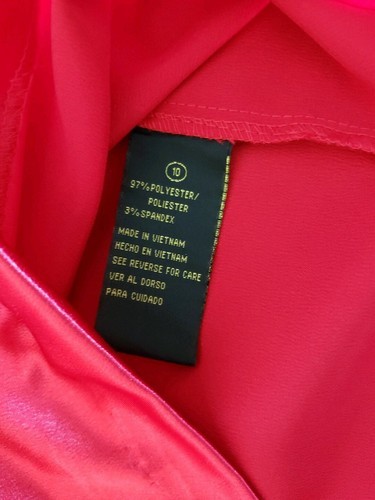 10
97%POLYESTER/
POLIESTER
3%SPANDEX
MADE IN VIETNAM
HECHO EN VIETNAM
SEE REVERSE FOR CARE
VER AL DORSO
PARA CUIDADO